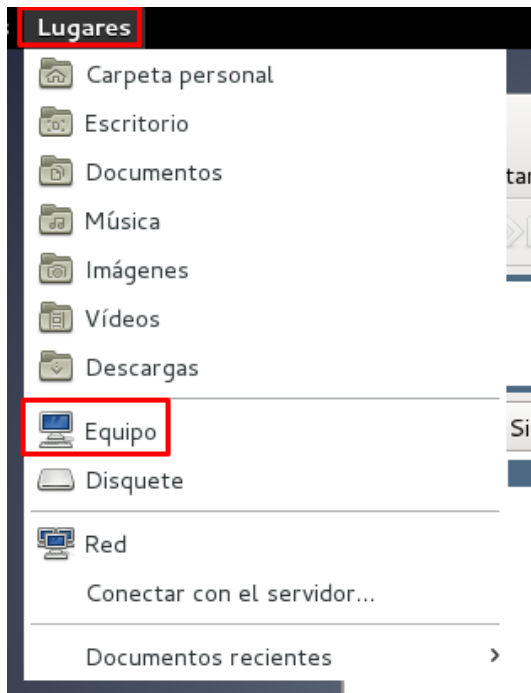 Lugares
Carpeta personal
Escritorio
Documentos
Música
Imágenes
Vídeos
Descargas
Equipo
Disquete
Red
Conectar con el servidor...
Documentos recientes